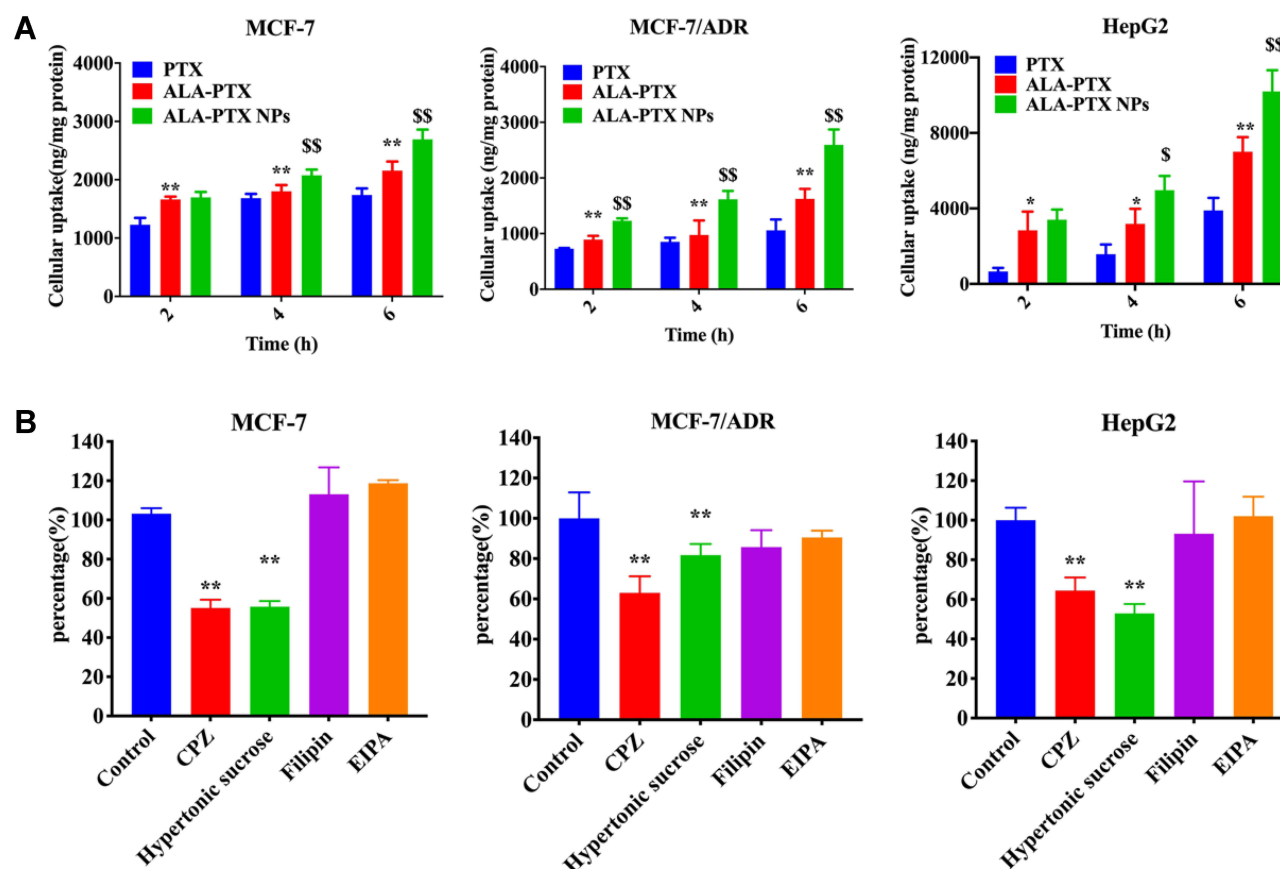 A
MCF-7
Cellular uptake(ng/mg protein)
4000
3000
2000
1000
0
PTX
ALA-PTX
ALA-PTX NPs
**
**
$$
**
$$
2
4
6
Time (h)
MCF-7/ADR
Cellular uptake (ng/mg protein)
4000
3000
2000
1000
0
PTX
ALA-PTX
ALA-PTX NPs
**
$$
**
$$
**
$$
2
4
6
Time (h)
HepG2
Cellular uptake (ng/mg protein)
12000
8000
4000
0
PTX
ALA-PTX
ALA-PTX NPs
*
*
$
**
$$
2
4
6
Time (h)
B
MCF-7
percentage(%)
140
120
100
80
60
40
20
0
**
**
Control
CPZ
Hypertonic sucrose
Filipin
EIPA
MCF-7/ADR
percentage(%)
140
120
100
80
60
40
20
0
**
**
Control
CPZ
Hypertonic sucrose
Filipin
EIPA
HepG2
percentage(%)
140
120
100
80
60
40
20
0
**
**
Control
CPZ
Hypertonic sucrose
Filipin
EIPA